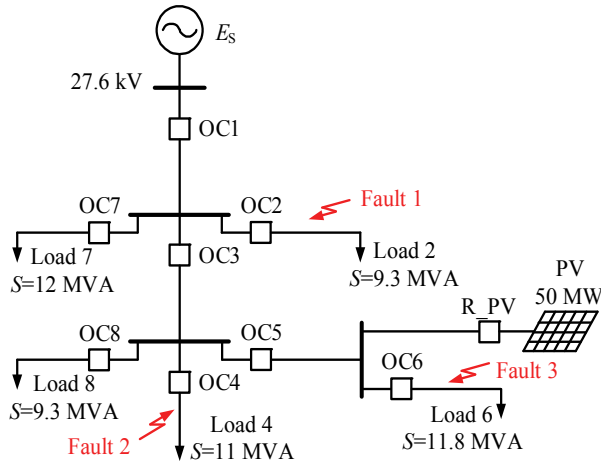 E_S
27.6 kV
OC1
Fault 1
OC7
OC2
Load 7
S=12 MVA
OC3
Load 2
S=9.3 MVA
PV
50 MW
R_PV
OC8
OC5
OC6
Fault 3
Load 8
S=9.3 MVA
OC4
Fault 2
Load 4
S=11 MVA
Load 6
S=11.8 MVA